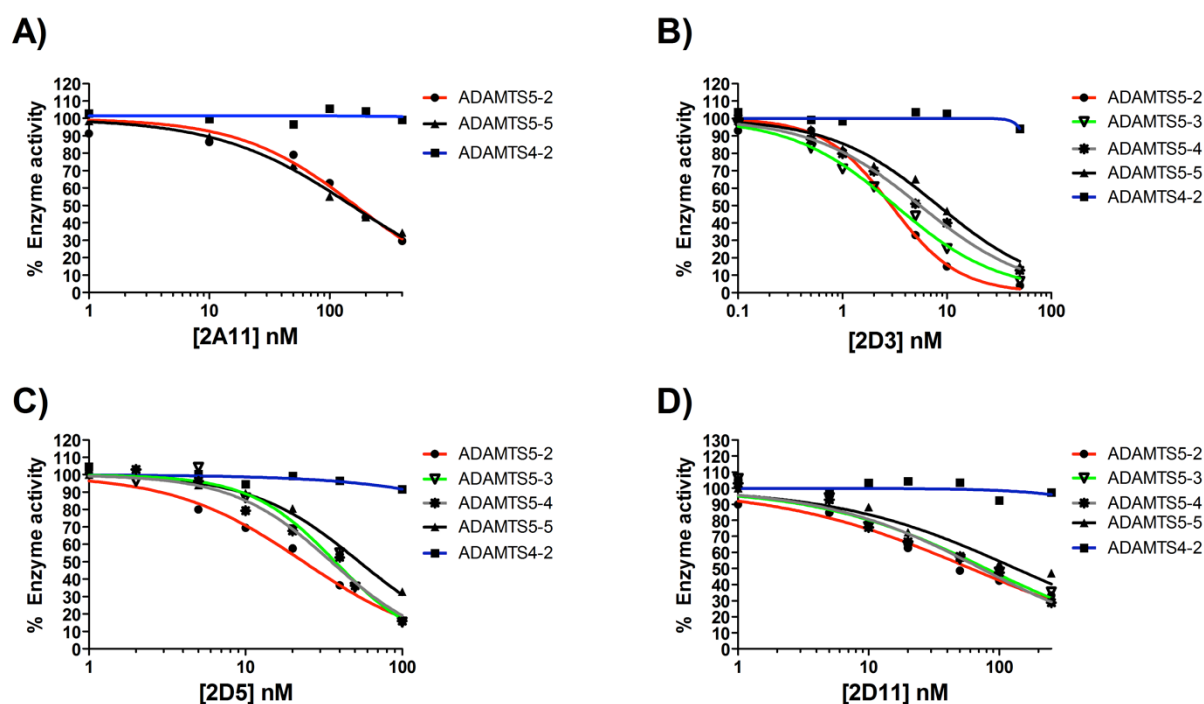 A)
120
110
100
90
80
70
60
50
40
30
20
10
0
% Enzyme activity
1
10
100
[2A11] nM
ADAMTS5-2
ADAMTS5-5
ADAMTS4-2
B)
120
110
100
90
80
70
60
50
40
30
20
10
0
% Enzyme activity
0.1
1
10
100
[2D3] nM
ADAMTS5-2
ADAMTS5-3
ADAMTS5-4
ADAMTS5-5
ADAMTS4-2
C)
120
110
100
90
80
70
60
50
40
30
20
10
0
% Enzyme activity
1
10
100
[2D5] nM
ADAMTS5-2
ADAMTS5-3
ADAMTS5-4
ADAMTS5-5
ADAMTS4-2
D)
130
120
110
100
90
80
70
60
50
40
30
20
10
0
% Enzyme activity
1
10
100
[2D11] nM
ADAMTS5-2
ADAMTS5-3
ADAMTS5-4
ADAMTS5-5
ADAMTS4-2